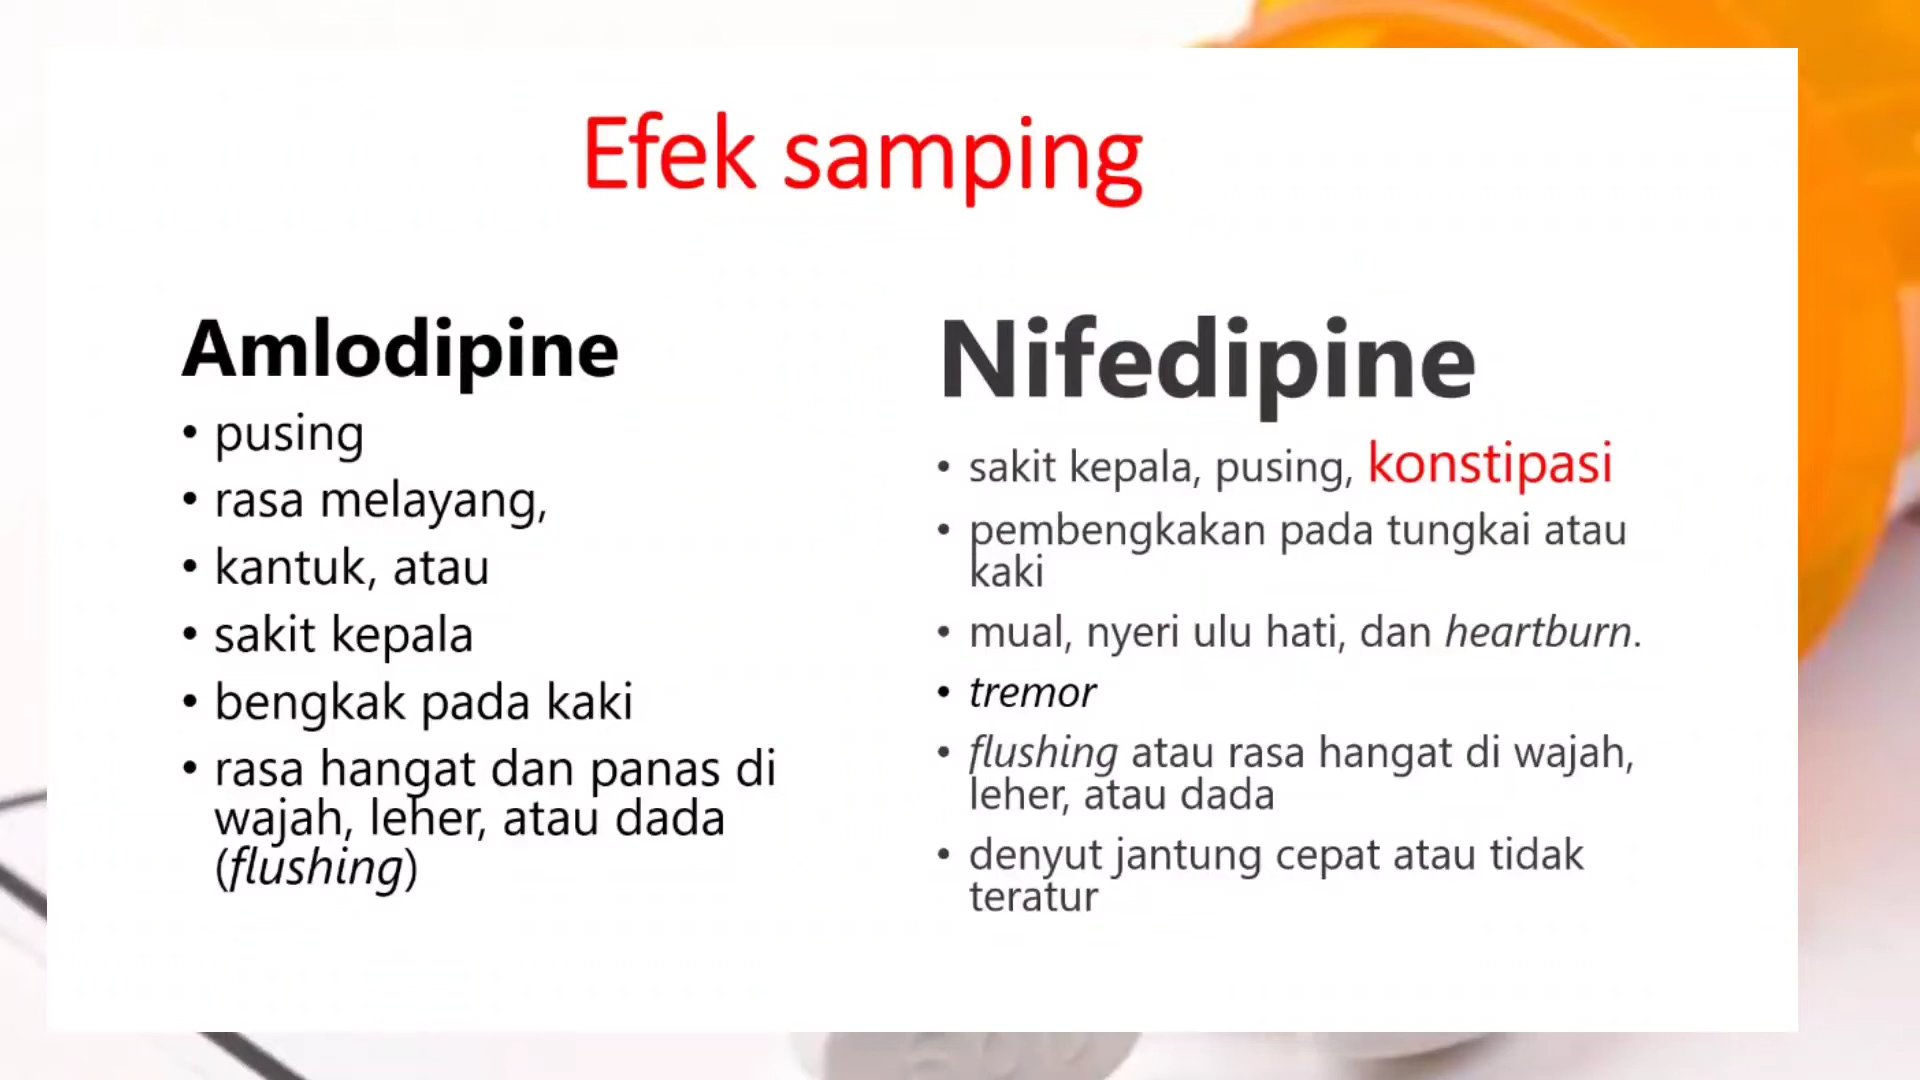 Efek samping
Amlodipine
• pusing
• rasa melayang,
• kantuk, atau
• sakit kepala
• bengkak pada kaki
• rasa hangat dan panas di
wajah, leher, atau dada
(flushing)
Nifedipine
• sakit kepala, pusing, konstipasi
• pembengkakan pada tungkai atau
kaki
• mual, nyeri ulu hati, dan heartburn.
• tremor
• flushing atau rasa hangat di wajah,
leher, atau dada
• denyut jantung cepat atau tidak
teratur